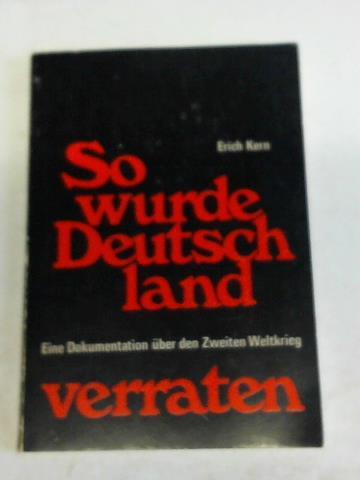 Erich Kern
So
wurde
Deutsch
land
Eine Dokumentation über den Zweiten Weltkrieg
verraten